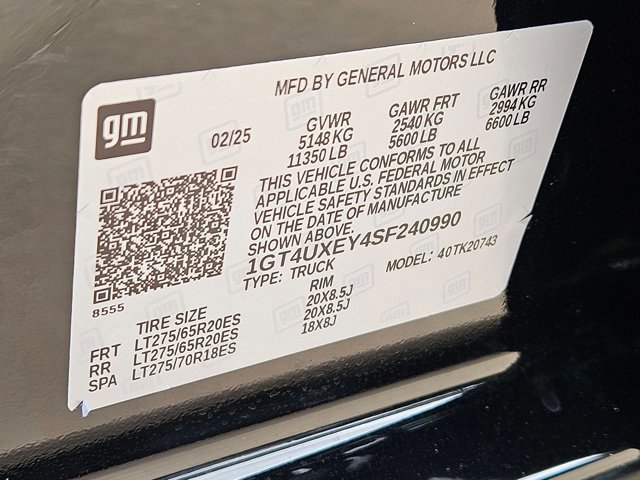 MFD BY GENERAL MOTORS LLC
gm
02/25
GVWR GAWR FRT GAWR RR
5148 KG 2540 KG 2994 KG
11350 LB 5600 LB 6600 LB
THIS VEHICLE CONFORMS TO ALL
APPLICABLE U.S. FEDERAL MOTOR
VEHICLE SAFETY STANDARDS IN EFFECT
ON THE DATE OF MANUFACTURE
SHOWN ABOVE.
1GT4UXEY4SF240990
TYPE: TRUCK MODEL: 40TK20743
8555
TIRE SIZE RIM
FRT LT275/65R20ES 20X8.5J
RR LT275/65R20ES 20X8.5J
SPA LT275/70R18ES 18X8J